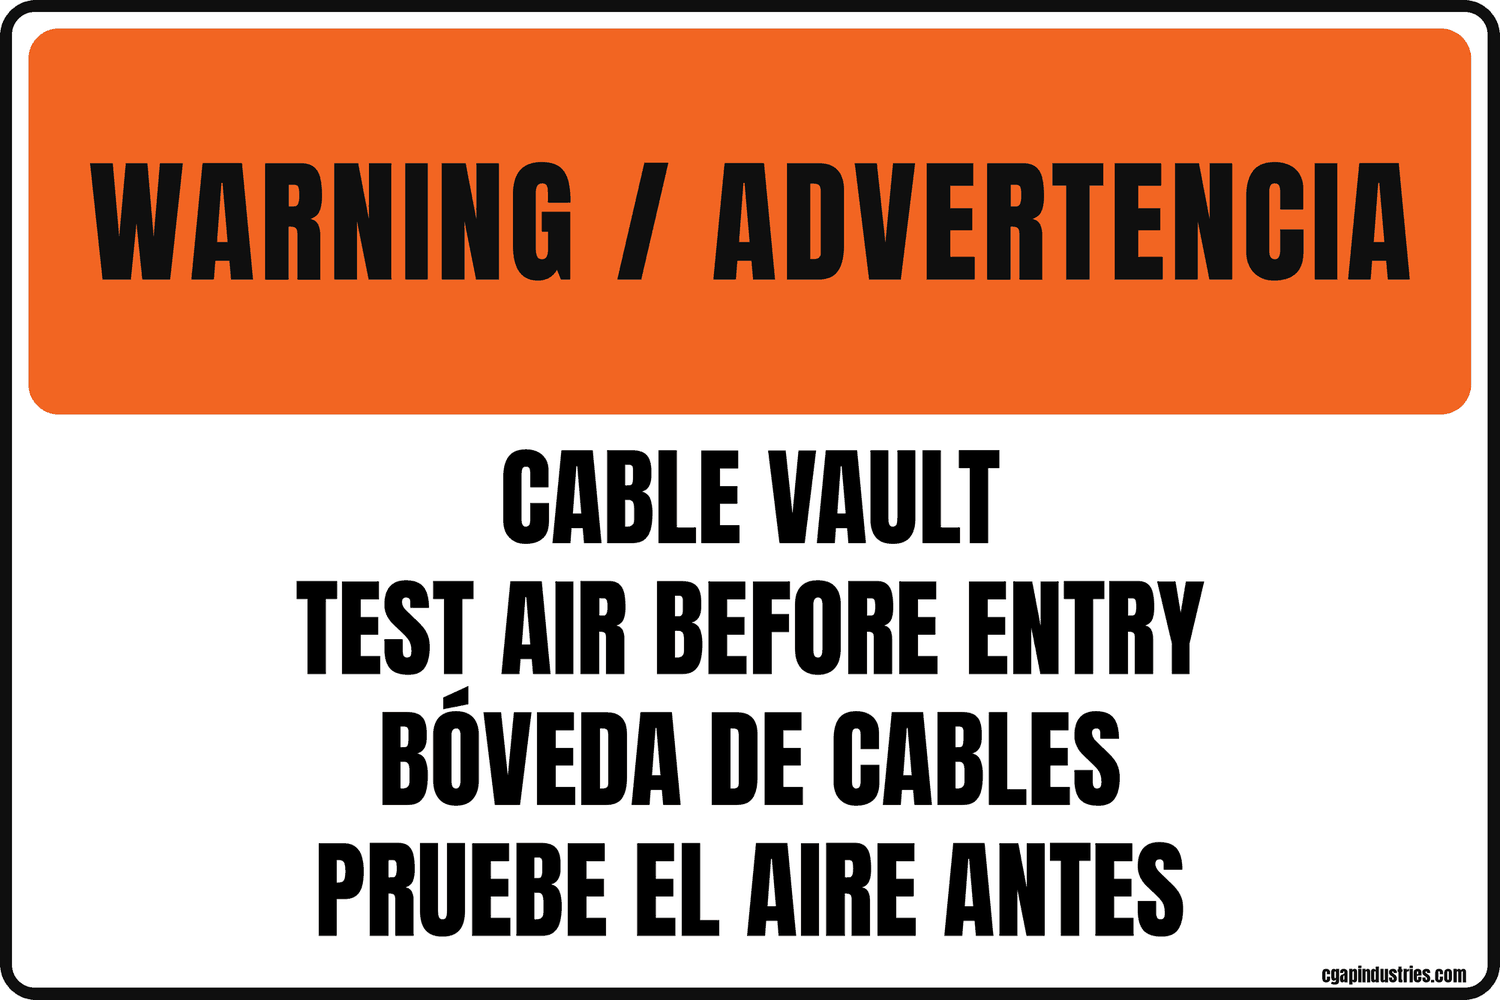 WARNING / ADVERTENCIA
CABLE VAULT
TEST AIR BEFORE ENTRY
BÓVEDA DE CABLES
PRUEBE EL AIRE ANTES
cgapindustries.com